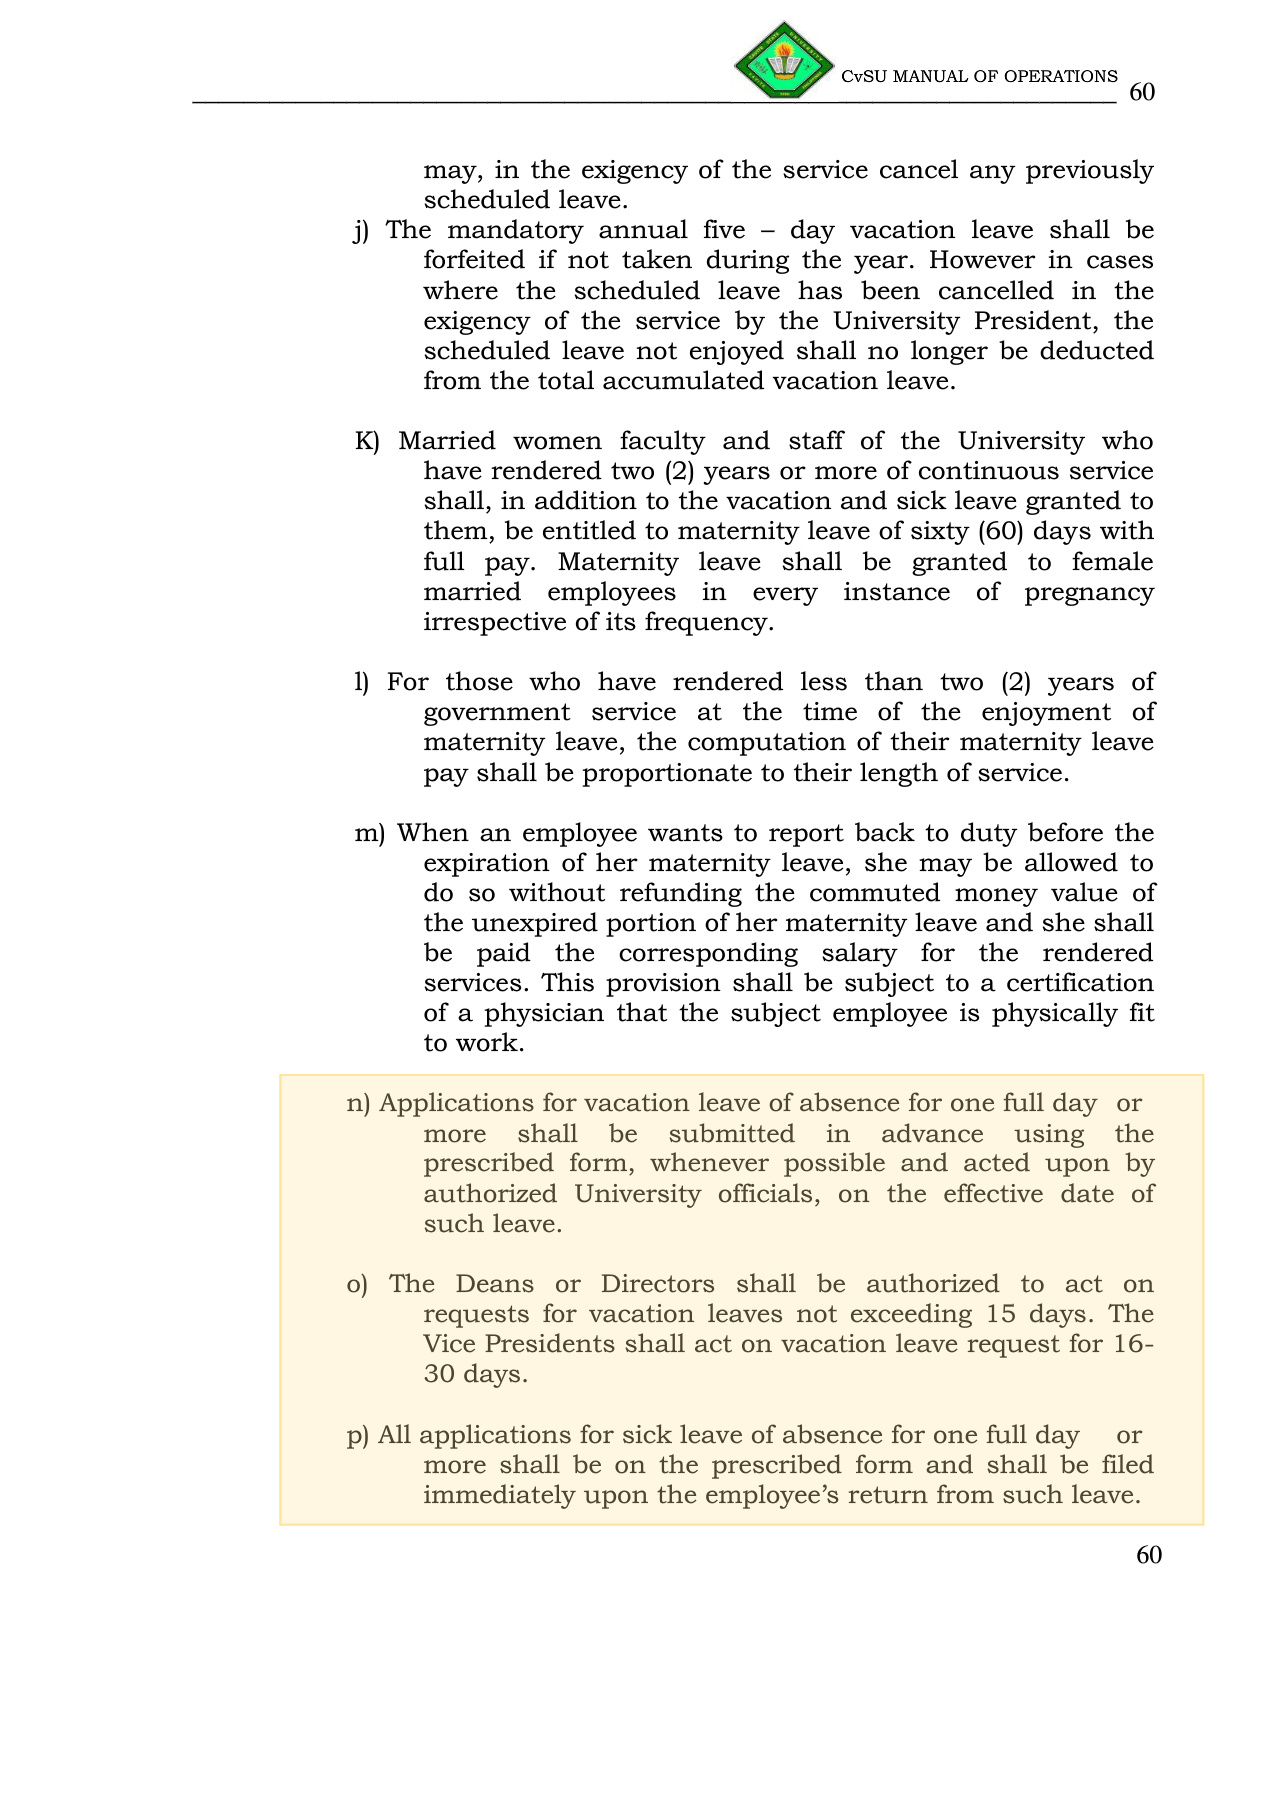 CvSU MANUAL OF OPERATIONS
60
may, in the exigency of the service cancel any previously
scheduled leave.
j) The mandatory annual five – day vacation leave shall be
forfeited if not taken during the year. However in cases
where the scheduled leave has been cancelled in the
exigency of the service by the University President, the
scheduled leave not enjoyed shall no longer be deducted
from the total accumulated vacation leave.
K) Married women faculty and staff of the University who
have rendered two (2) years or more of continuous service
shall, in addition to the vacation and sick leave granted to
them, be entitled to maternity leave of sixty (60) days with
full pay. Maternity leave shall be granted to female
married employees in every instance of pregnancy
irrespective of its frequency.
l) For those who have rendered less than two (2) years of
government service at the time of the enjoyment of
maternity leave, the computation of their maternity leave
pay shall be proportionate to their length of service.
m) When an employee wants to report back to duty before the
expiration of her maternity leave, she may be allowed to
do so without refunding the commuted money value of
the unexpired portion of her maternity leave and she shall
be paid the corresponding salary for the rendered
services. This provision shall be subject to a certification
of a physician that the subject employee is physically fit
to work.
n) Applications for vacation leave of absence for one full day or
more shall be submitted in advance using the
prescribed form, whenever possible and acted upon by
authorized University officials, on the effective date of
such leave.
o) The Deans or Directors shall be authorized to act on
requests for vacation leaves not exceeding 15 days. The
Vice Presidents shall act on vacation leave request for 16-
30 days.
p) All applications for sick leave of absence for one full day or
more shall be on the prescribed form and shall be filed
immediately upon the employee’s return from such leave.
60